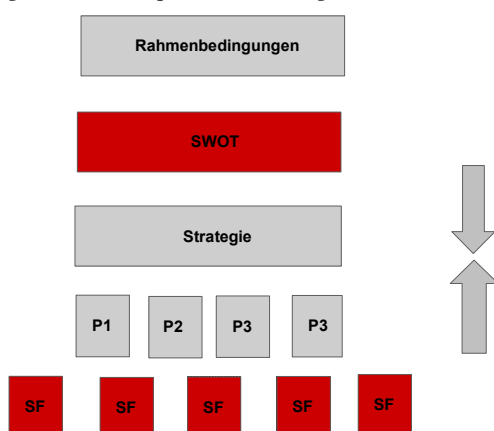 Rahmenbedingungen
SWOT
Strategie
P1 P2 P3 P3
SF SF SF SF SF